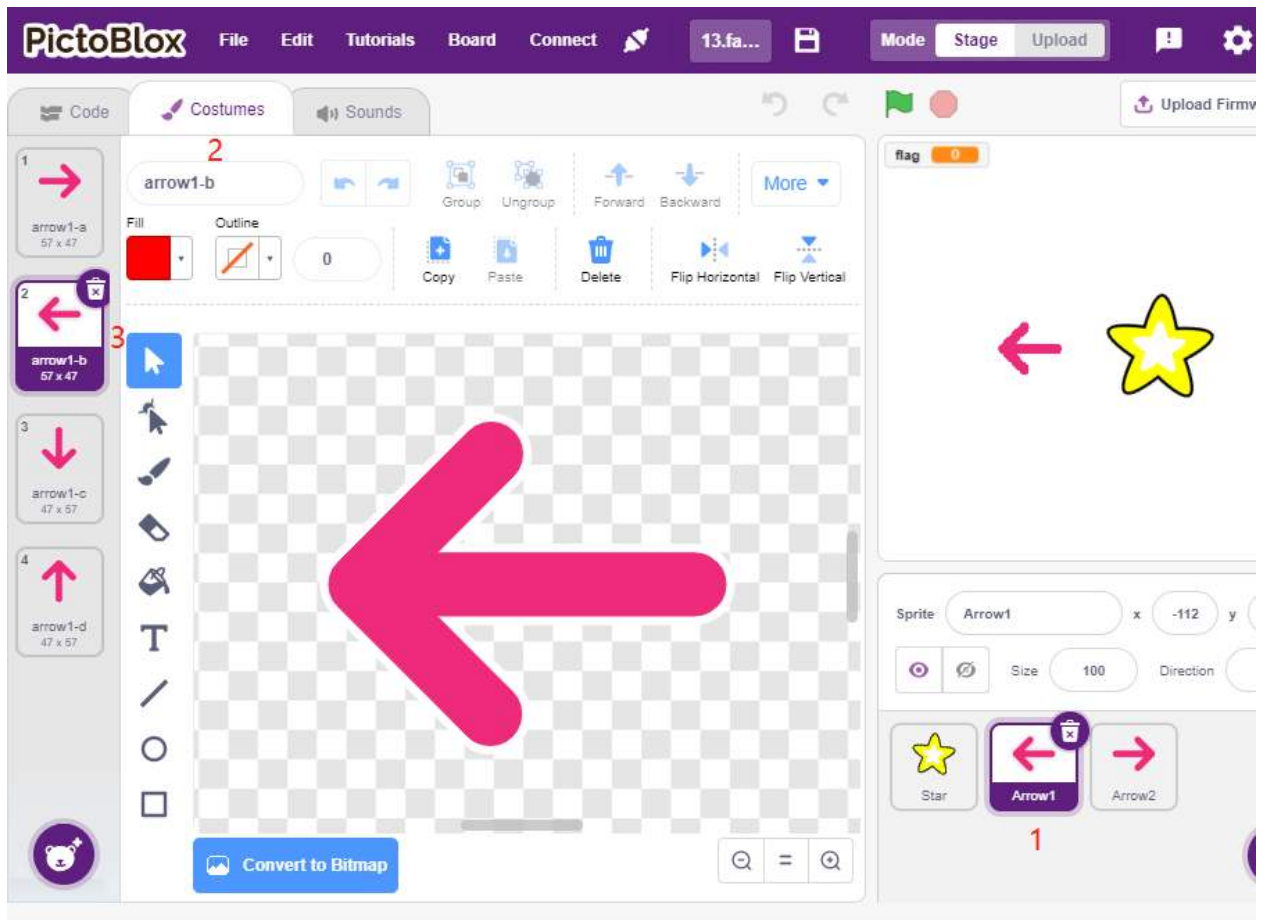 PictoBlox File Edit Tutorials Board Connect 13.fa... Mode Stage Upload
Code Costumes Sounds Upload Firmw
2
flag 0
1
arrow1-a
57 x 47
arrow1-b
Group Ungroup Forward Backward More
Fill Outline
0
Copy Paste Delete Flip Horizontal Flip Vertical
2
arrow1-b
57 x 47
3
3
arrow1-c
47 x 57
4
arrow1-d
47 x 57
T
Convert to Bitmap
Sprite Arrow1 x -112 y
Size 100 Direction
Star Arrow1 Arrow2
1